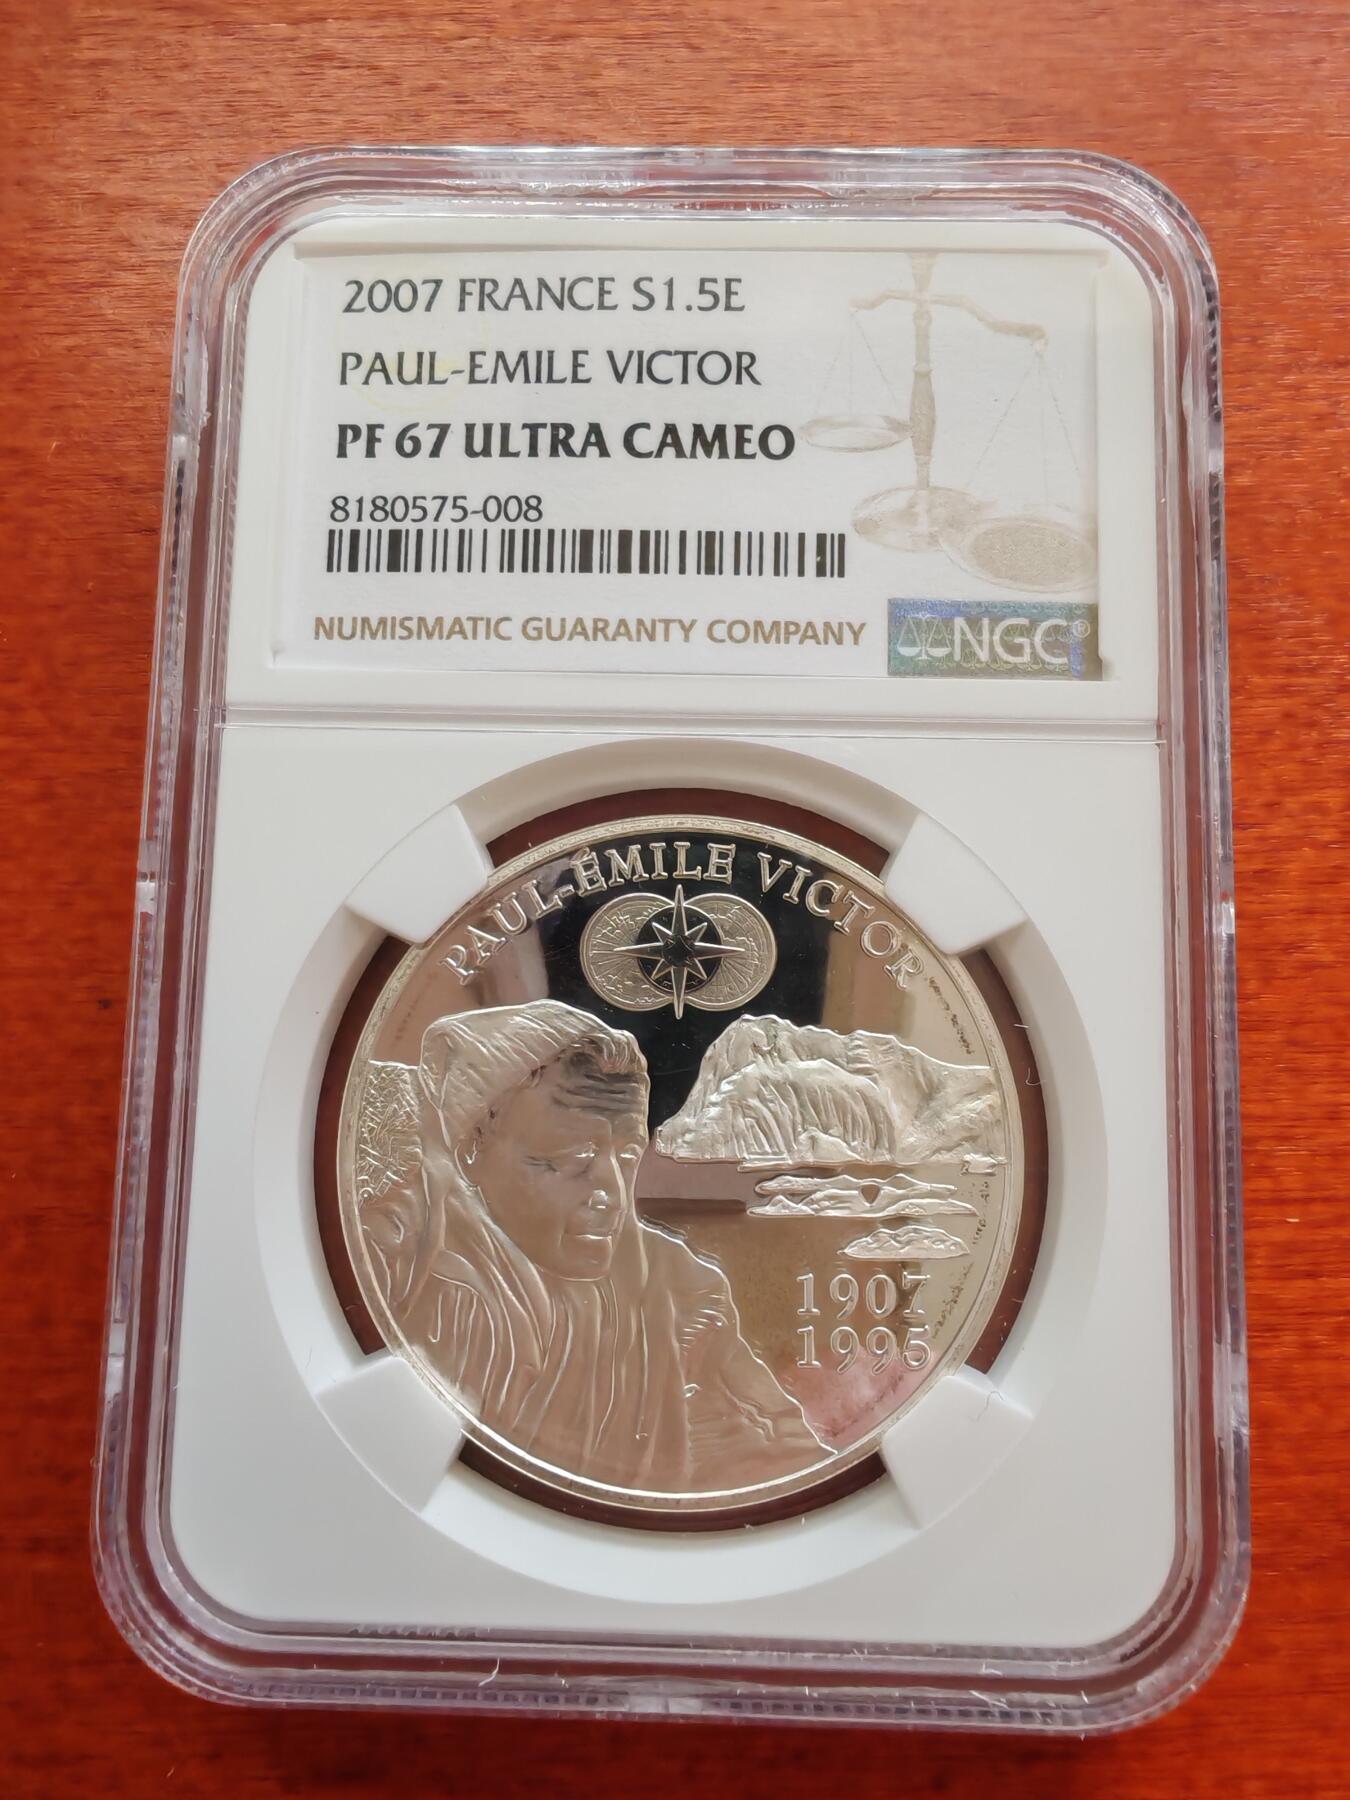 2007 FRANCE S1.5E
PAUL-EMILE VICTOR
PF 67 ULTRA CAMEO
8180575-008
NUMISMATIC GUARANTY COMPANY
NGC®
PAUL-ÉMILE VICTOR
1907
1995